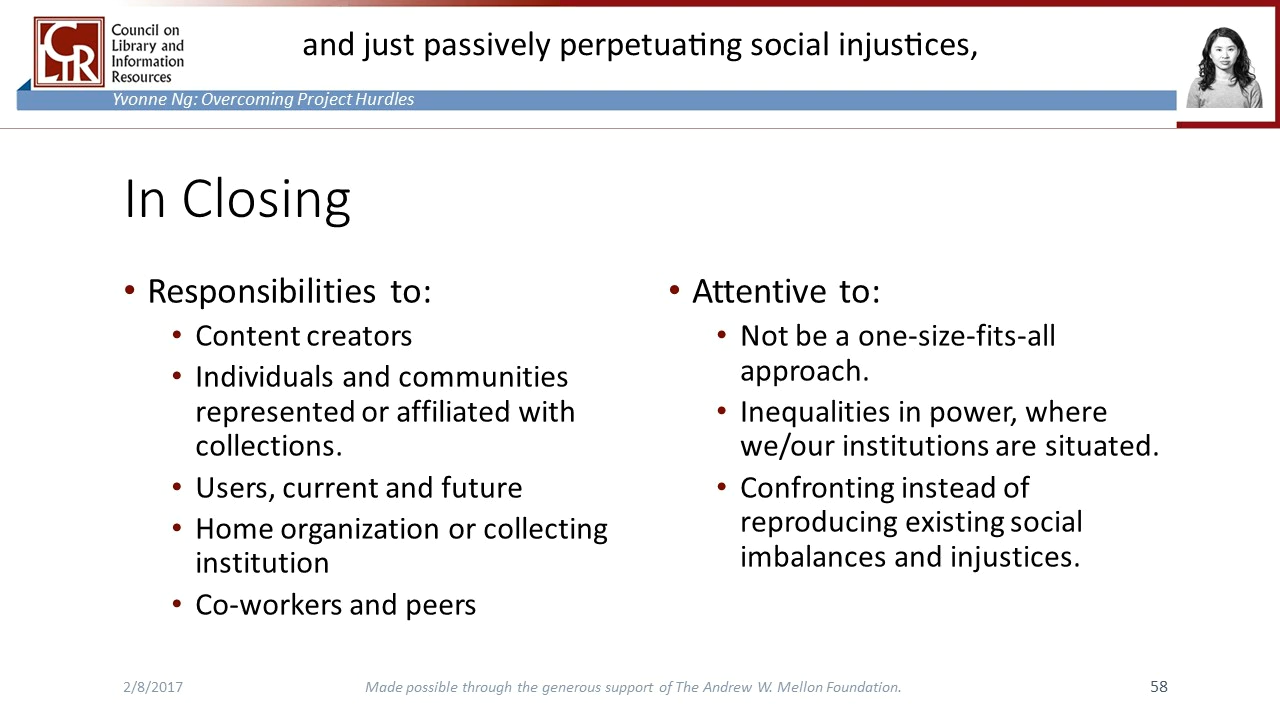 CLIR
Council on
Library and
Information
Resources
and just passively perpetuating social injustices,
Yvonne Ng: Overcoming Project Hurdles
In Closing
• Responsibilities to:
• Content creators
• Individuals and communities
represented or affiliated with
collections.
• Users, current and future
• Home organization or collecting
institution
• Co-workers and peers
• Attentive to:
• Not be a one-size-fits-all
approach.
• Inequalities in power, where
we/our institutions are situated.
• Confronting instead of
reproducing existing social
imbalances and injustices.
2/8/2017
Made possible through the generous support of The Andrew W. Mellon Foundation.
58